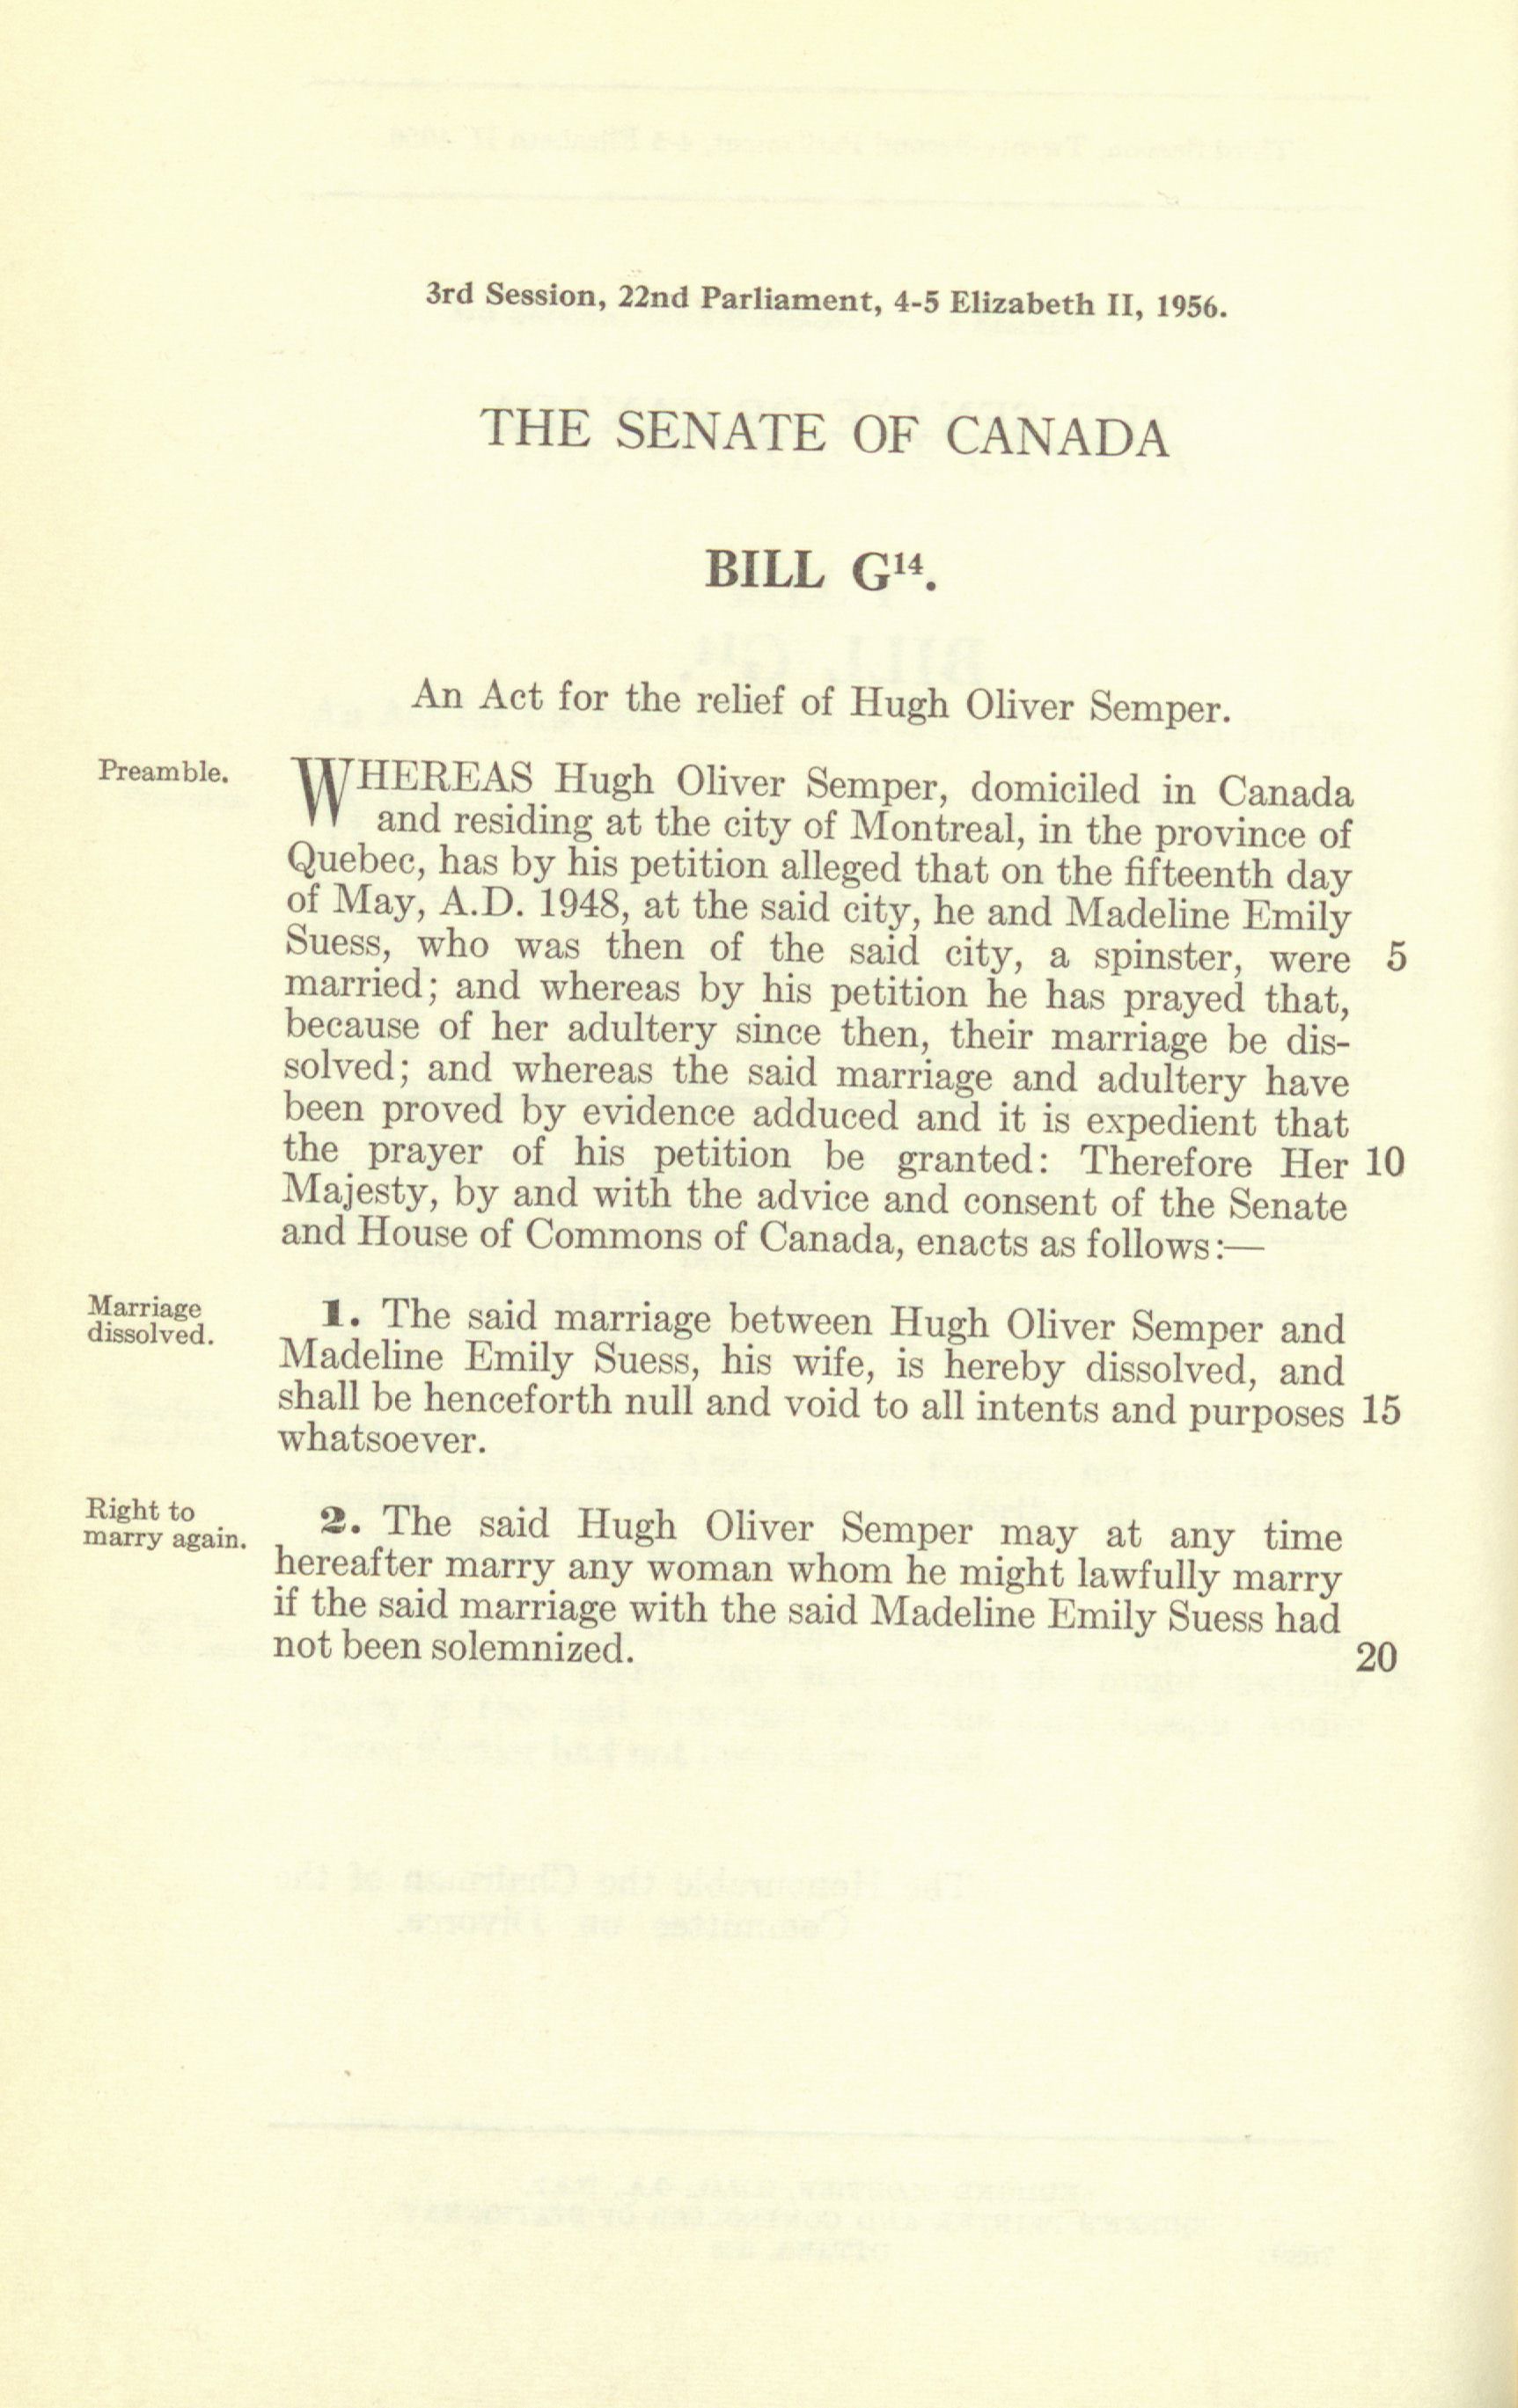 3rd Session, 22nd Parliament, 4-5 Elizabeth II, 1956.
THE SENATE OF CANADA
BILL G¹⁴.
An Act for the relief of Hugh Oliver Semper.
Preamble.
WHEREAS Hugh Oliver Semper, domiciled in Canada
and residing at the city of Montreal, in the province of
Quebec, has by his petition alleged that on the fifteenth day
of May, A.D. 1948, at the said city, he and Madeline Emily
Suess, who was then of the said city, a spinster, were 5
married; and whereas by his petition he has prayed that,
because of her adultery since then, their marriage be dis-
solved; and whereas the said marriage and adultery have
been proved by evidence adduced and it is expedient that
the prayer of his petition be granted: Therefore Her 10
Majesty, by and with the advice and consent of the Senate
and House of Commons of Canada, enacts as follows:—
Marriage
dissolved.
1. The said marriage between Hugh Oliver Semper and
Madeline Emily Suess, his wife, is hereby dissolved, and
shall be henceforth null and void to all intents and purposes 15
whatsoever.
Right to
marry again.
2. The said Hugh Oliver Semper may at any time
hereafter marry any woman whom he might lawfully marry
if the said marriage with the said Madeline Emily Suess had
not been solemnized. 20